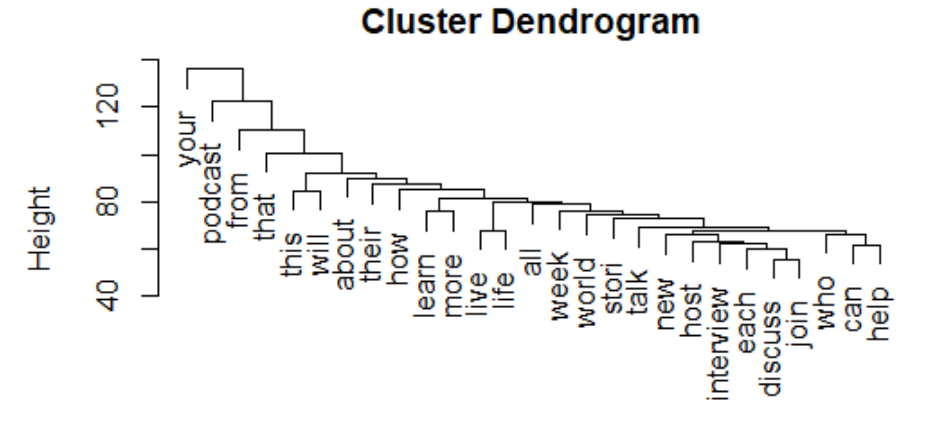 Cluster Dendrogram
Height
120
80
40
your
podcast
from
that
this
will
about
their
how
learn
more
live
life
all
week
world
stori
talk
new
host
interview
each
discuss
join
who
can
help